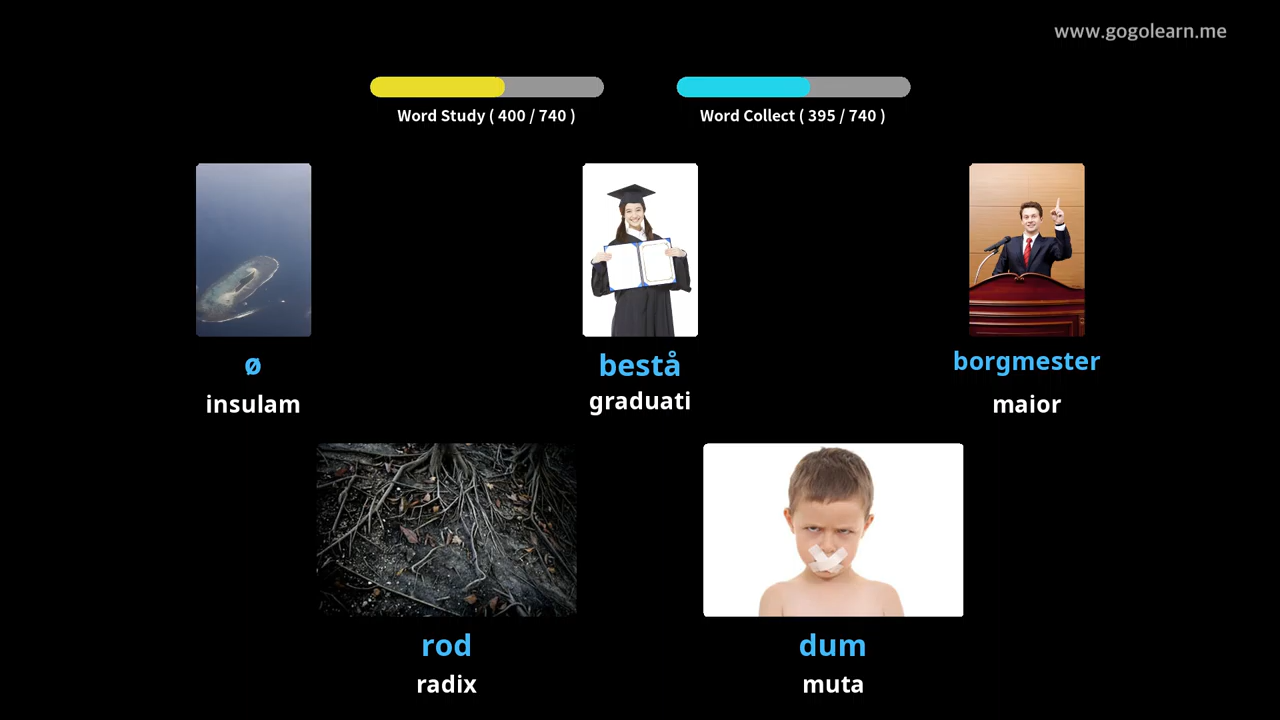 www.gogolearn.me
Word Study ( 400 / 740 )
Word Collect ( 395 / 740 )
ø
insulam
bestå
graduati
borgmester
maior
rod
radix
dum
muta